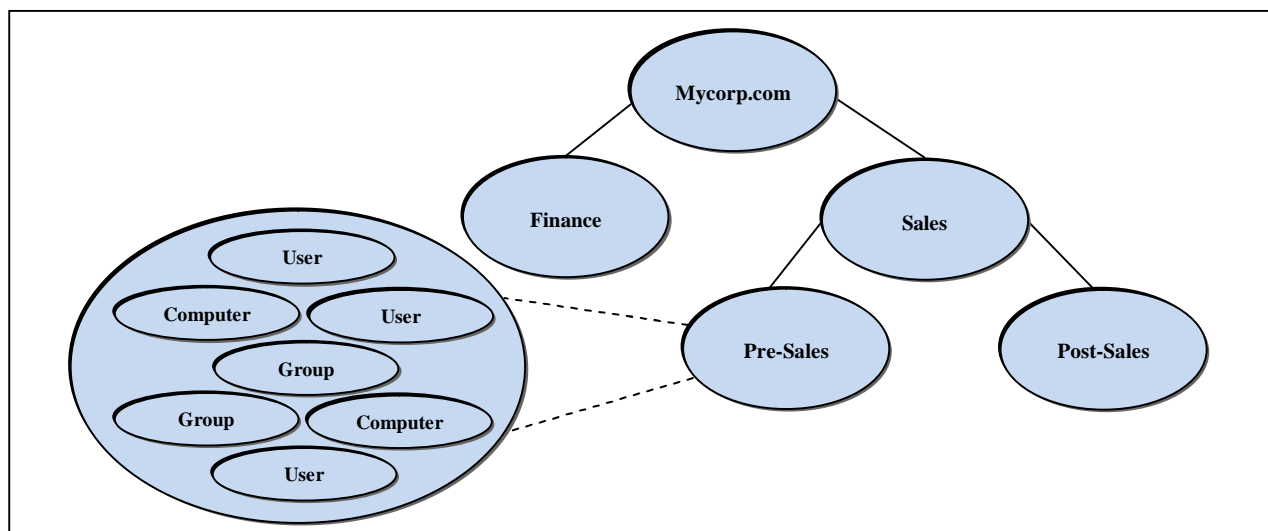 Mycorp.com
Finance
Sales
User
Computer
User
Pre-Sales
Post-Sales
Group
Group
Computer
User